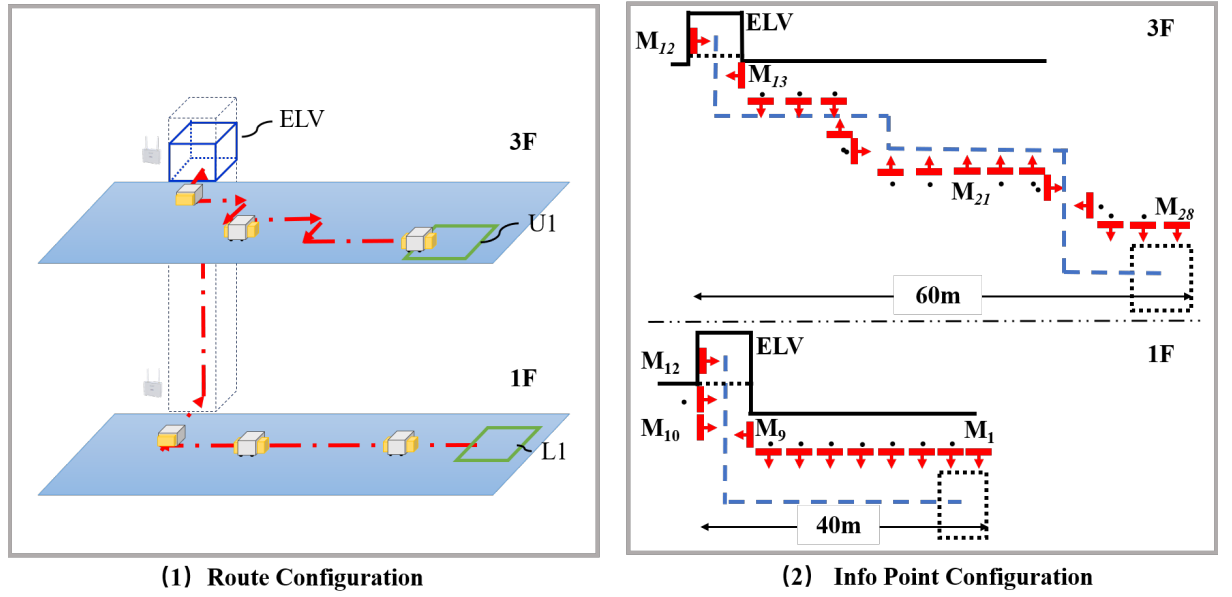 ELV
3F
U1
1F
L1
(1) Route Configuration
ELV
3F
M12
M13
M21
M28
60m
ELV
1F
M12
M10
M9
M1
40m
(2) Info Point Configuration